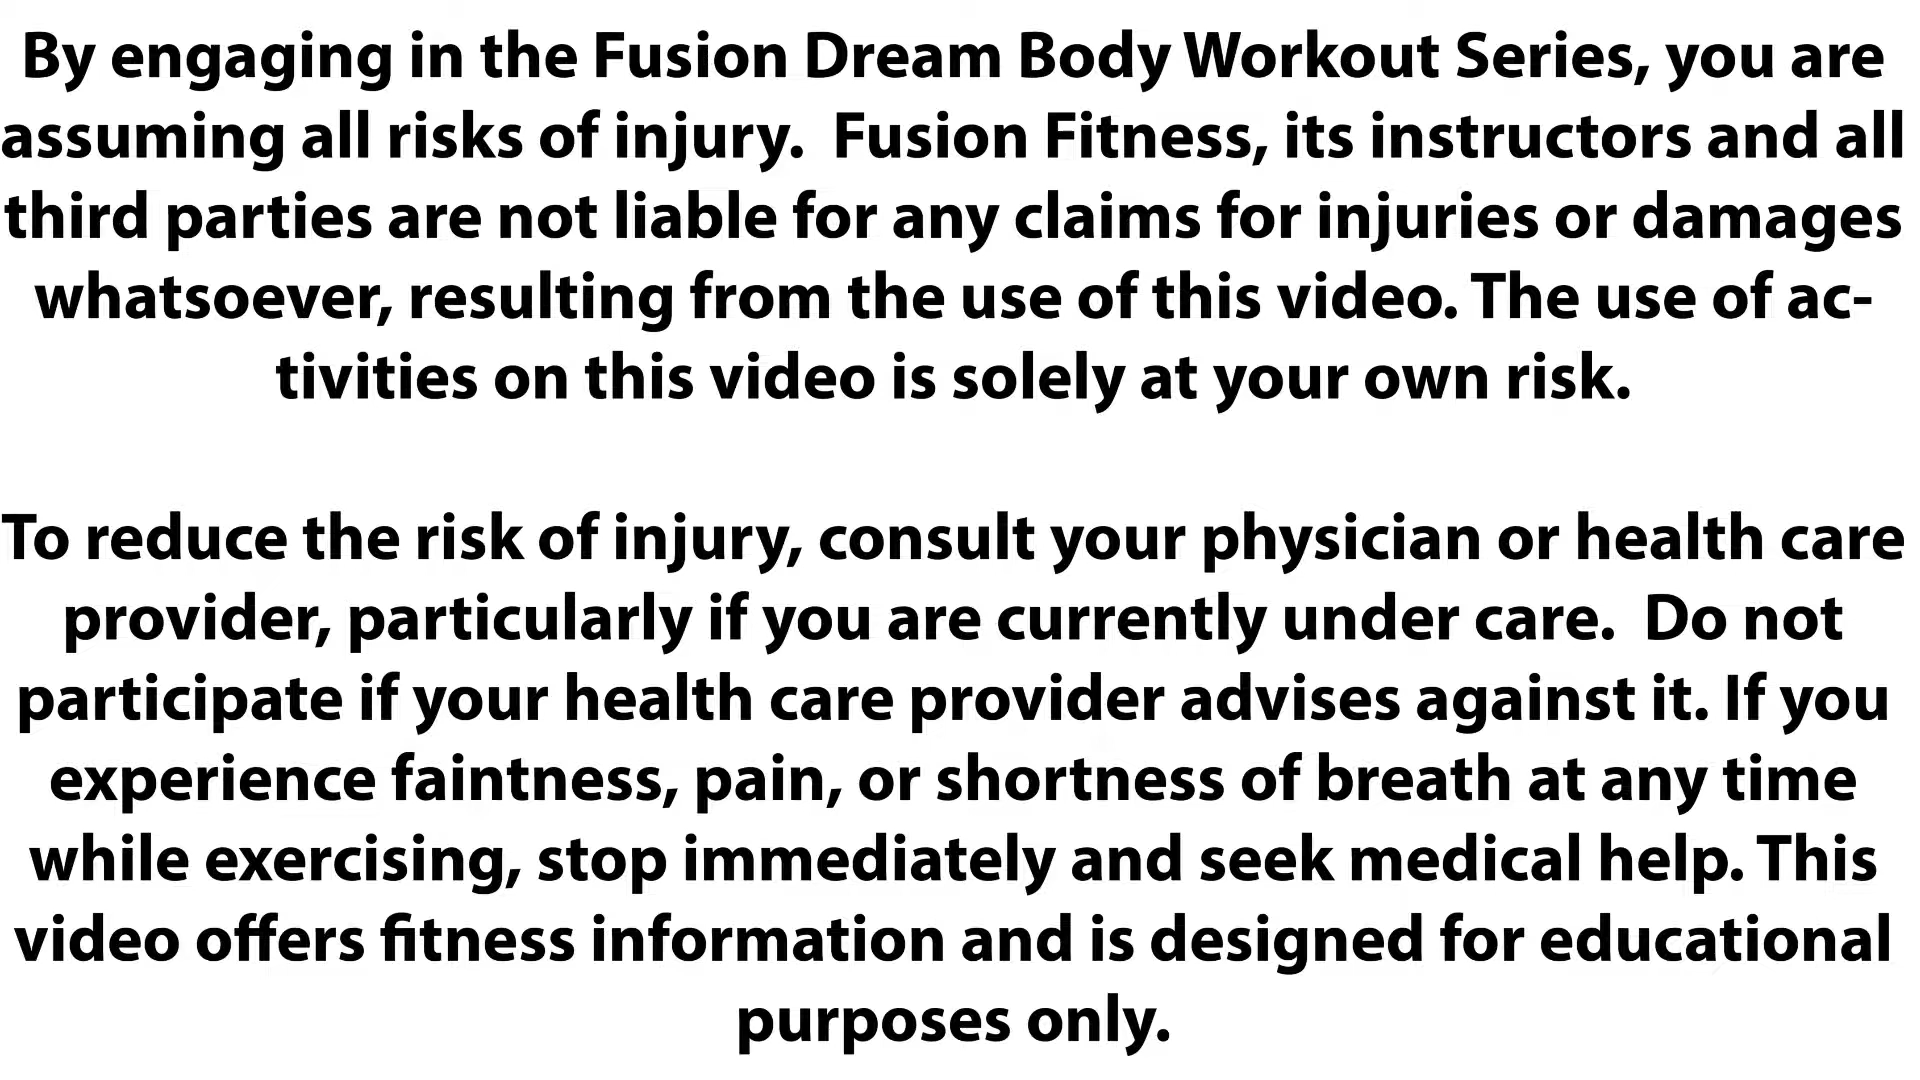 By engaging in the Fusion Dream Body Workout Series, you are
assuming all risks of injury.  Fusion Fitness, its instructors and all
third parties are not liable for any claims for injuries or damages
whatsoever, resulting from the use of this video. The use of ac-
tivities on this video is solely at your own risk.
To reduce the risk of injury, consult your physician or health care
provider, particularly if you are currently under care.  Do not
participate if your health care provider advises against it. If you
experience faintness, pain, or shortness of breath at any time
while exercising, stop immediately and seek medical help. This
video offers fitness information and is designed for educational
purposes only.